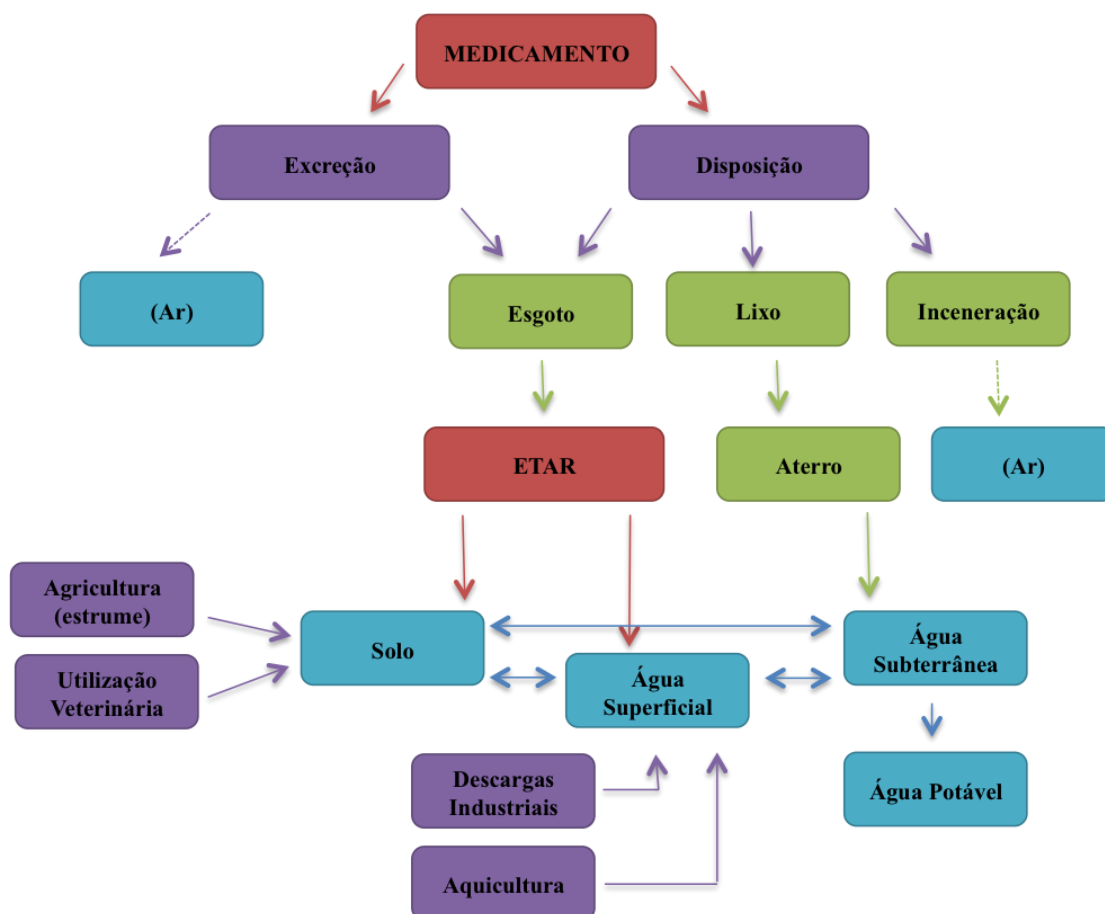 MEDICAMENTO
Excreção
Disposição
(Ar)
Esgoto
Lixo
Inceneração
ETAR
Aterro
(Ar)
Agricultura
(estrume)
Utilização
Veterinária
Solo
Água
Superficial
Água
Subterrânea
Descargas
Industriais
Água Potável
Aquicultura